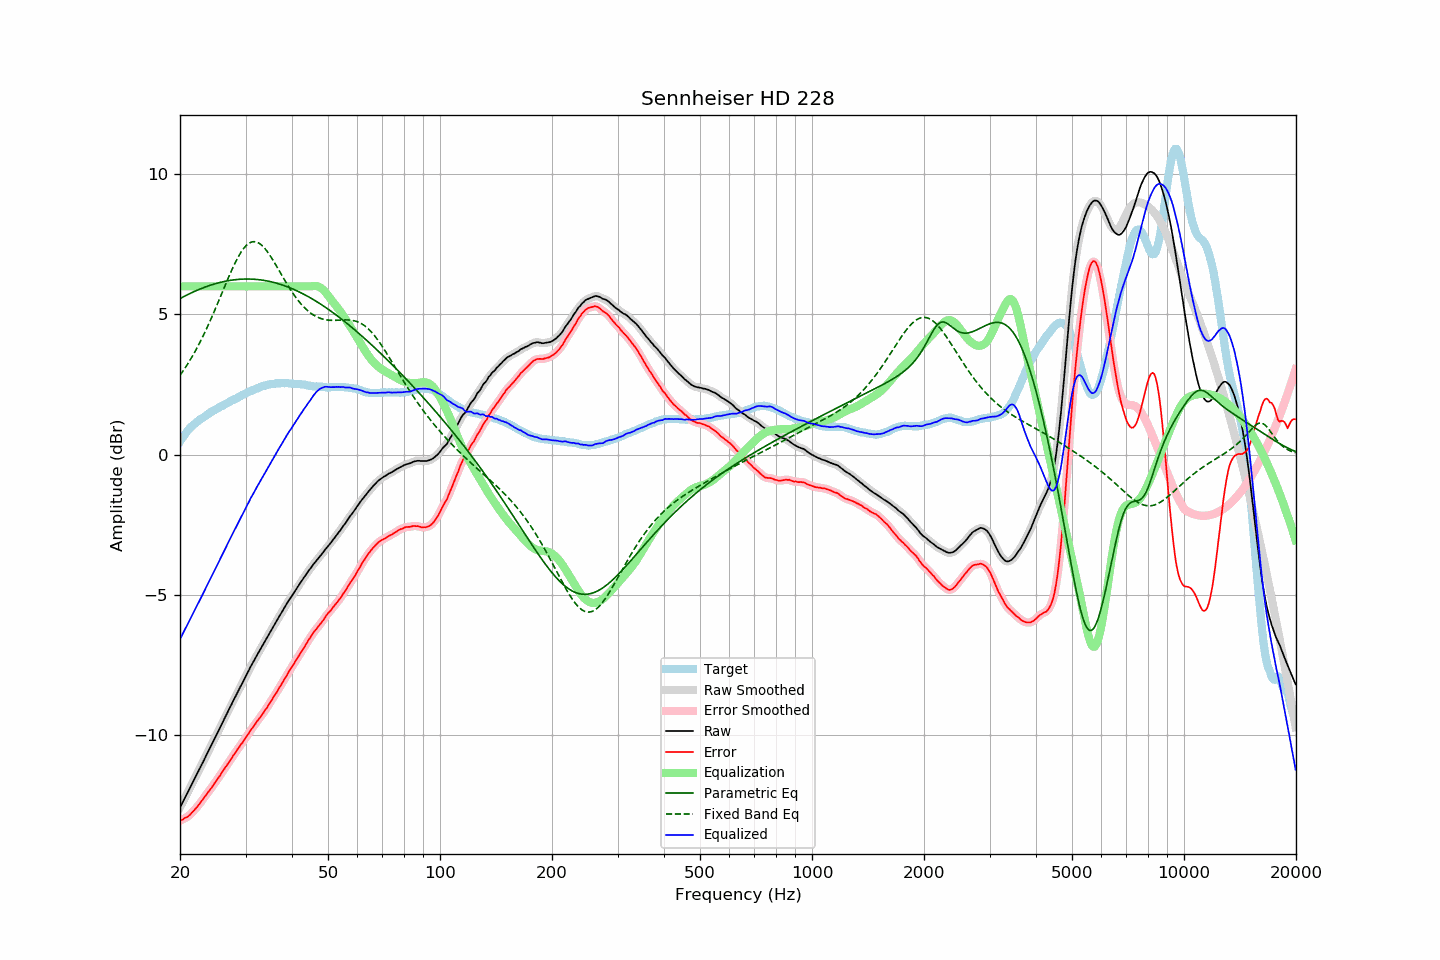 Sennheiser HD 228
Amplitude (dBr)
10
5
0
−5
−10
Target
Raw Smoothed
Error Smoothed
Raw
Error
Equalization
Parametric Eq
Fixed Band Eq
Equalized
20 50 100 200 500 1000 2000 5000 10000 20000
Frequency (Hz)